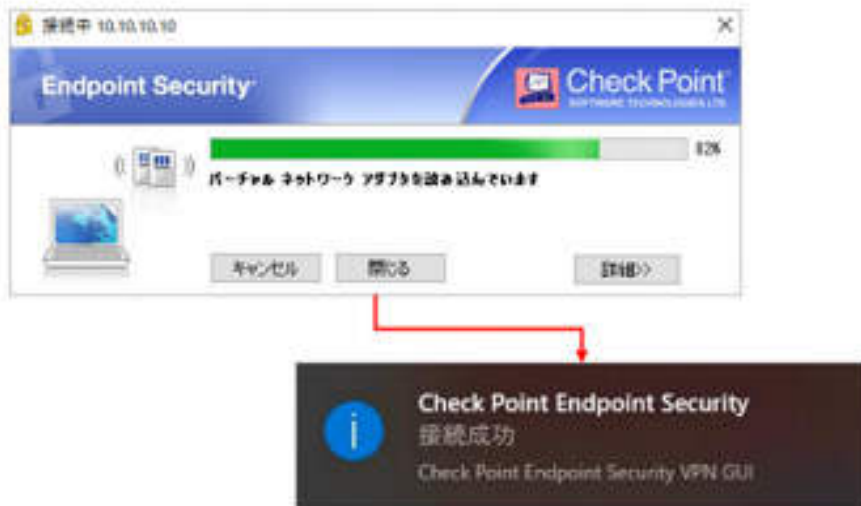 接続中 10.10.10.10
Endpoint Security
Check Point
SOFTWARE TECHNOLOGIES LTD.
82%
バーチャル ネットワーク アダプタを読み込んでいます
キャンセル
閉じる
詳細>>
Check Point Endpoint Security
接続成功
Check Point Endpoint Security VPN GUI